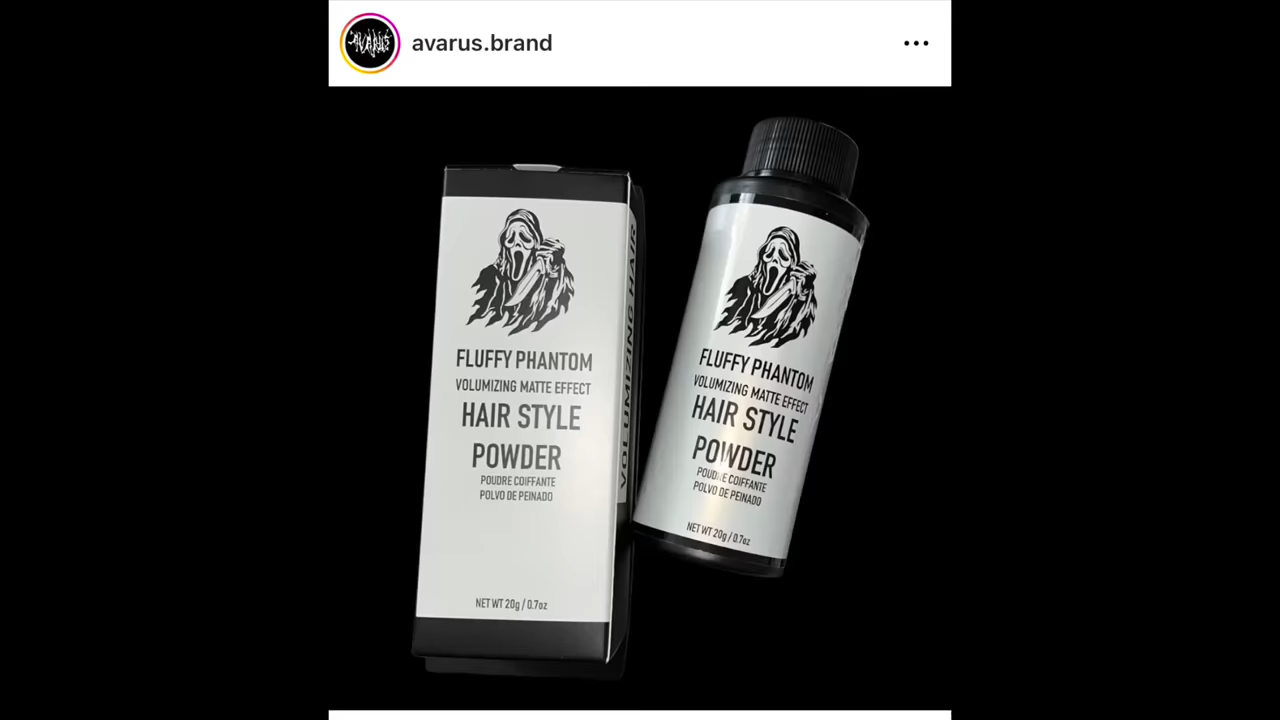 AVARUS
avarus.brand
FLUFFY PHANTOM
VOLUMIZING MATTE EFFECT
HAIR STYLE
POWDER
POUDRE COIFFANTE
POLVO DE PEINADO
NET WT 20g / 0.7oz
VOLUMIZING HAIR
FLUFFY PHANTOM
VOLUMIZING MATTE EFFECT
HAIR STYLE
POWDER
POUDRE COIFFANTE
POLVO DE PEINADO
NET WT 20g / 0.7oz